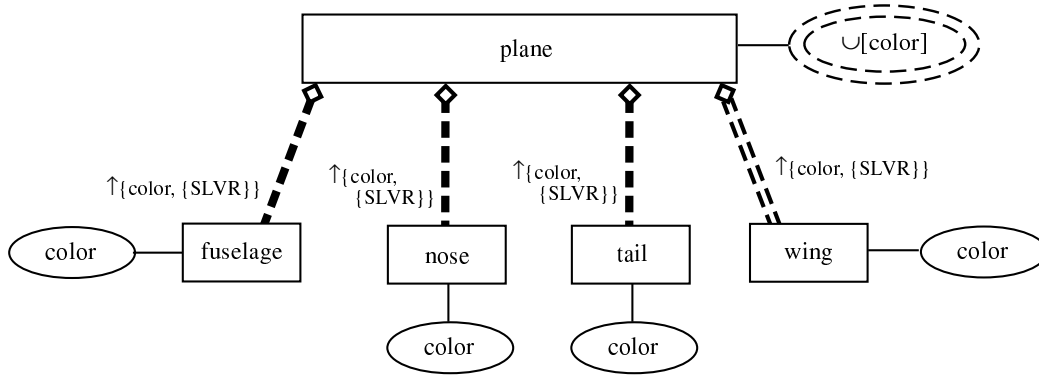 plane
∪[color]
↑{color, {SLVR}}
↑{color,
{SLVR}}
↑{color,
{SLVR}}
↑{color, {SLVR}}
color
fuselage
nose
tail
wing
color
color
color